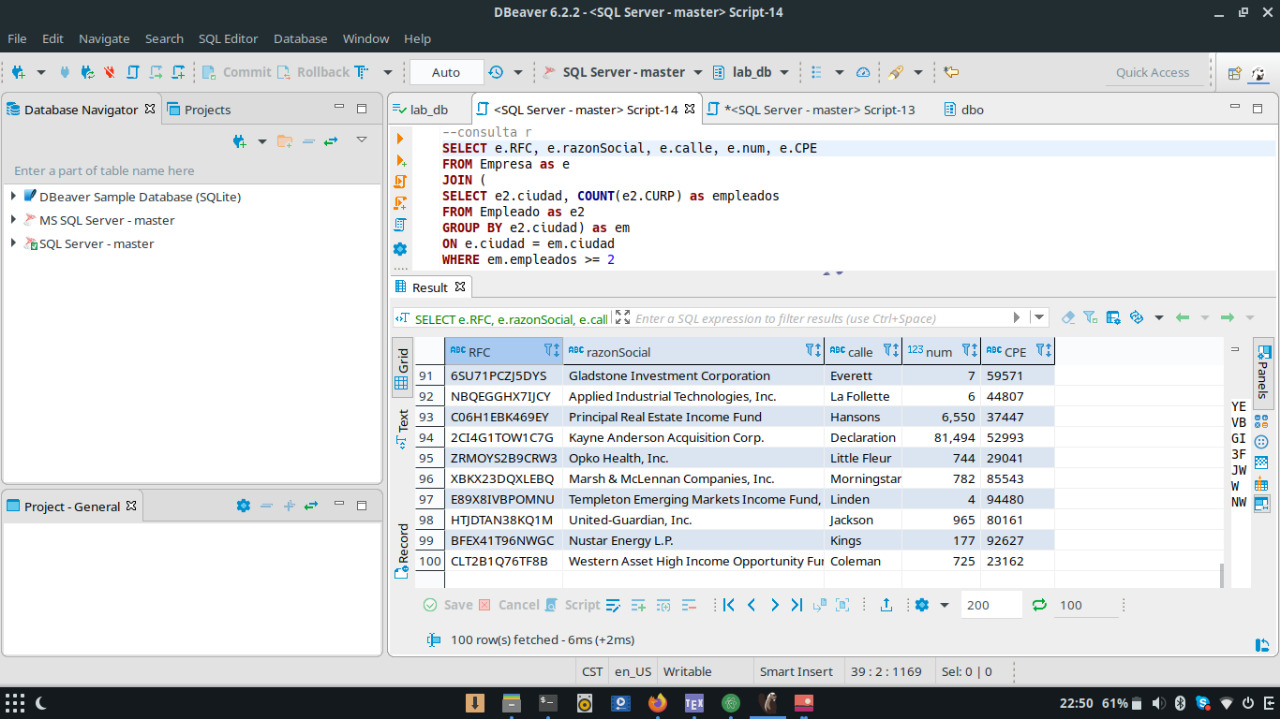 DBeaver 6.2.2 - <SQL Server - master> Script-14
File Edit Navigate Search SQL Editor Database Window Help
Commit Rollback Auto SQL Server - master lab_db Quick Access
Database Navigator Projects
Enter a part of table name here
DBeaver Sample Database (SQLite)
MS SQL Server - master
SQL Server - master
Project - General
lab_db <SQL Server - master> Script-14 *<SQL Server - master> Script-13 dbo
--consulta r
SELECT e.RFC, e.razonSocial, e.calle, e.num, e.CPE
FROM Empresa as e
JOIN (
SELECT e2.ciudad, COUNT(e2.CURP) as empleados
FROM Empleado as e2
GROUP BY e2.ciudad) as em
ON e.ciudad = em.ciudad
WHERE em.empleados >= 2
Result
SELECT e.RFC, e.razonSocial, e.call Enter a SQL expression to filter results (use Ctrl+Space)
Grid
Text
Record
ABC RFC ABC razonSocial ABC calle 123 num ABC CPE
91 6SU71PCZJ5DYS Gladstone Investment Corporation Everett 7 59571
92 NBQEGGHX7IJCY Applied Industrial Technologies, Inc. La Follette 6 44807
93 C06H1EBK469EY Principal Real Estate Income Fund Hansons 6,550 37447
94 2CI4G1TOW1C7G Kayne Anderson Acquisition Corp. Declaration 81,494 52993
95 ZRMOYS2B9CRW3 Opko Health, Inc. Little Fleur 744 29041
96 XBKX23DQXLEBQ Marsh & McLennan Companies, Inc. Morningstar 782 85543
97 E89X8IVBPOMNU Templeton Emerging Markets Income Fund, Linden 4 94480
98 HTJDTAN38KQ1M United-Guardian, Inc. Jackson 965 80161
99 BFEX41T96NWGC Nustar Energy L.P. Kings 177 92627
100 CLT2B1Q76TF8B Western Asset High Income Opportunity Fu Coleman 725 23162
Panels
YE
VB
GI
3F
JW
W
NW
Save Cancel Script 200 100
100 row(s) fetched - 6ms (+2ms)
CST en_US Writable Smart Insert 39 : 2 : 1169 Sel: 0 | 0
TEX
22:50 61%